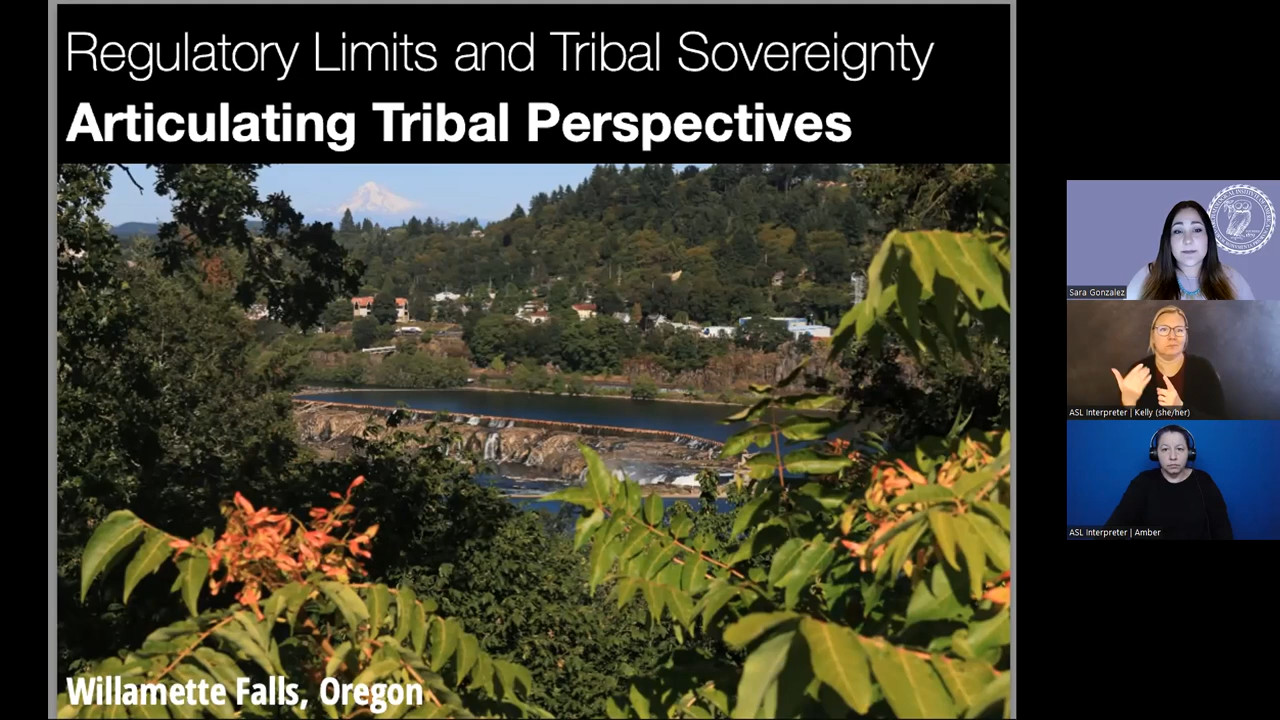 Regulatory Limits and Tribal Sovereignty
Articulating Tribal Perspectives
Willamette Falls, Oregon
Sara Gonzalez
ASL Interpreter | Kelly (she/her)
ASL Interpreter | Amber